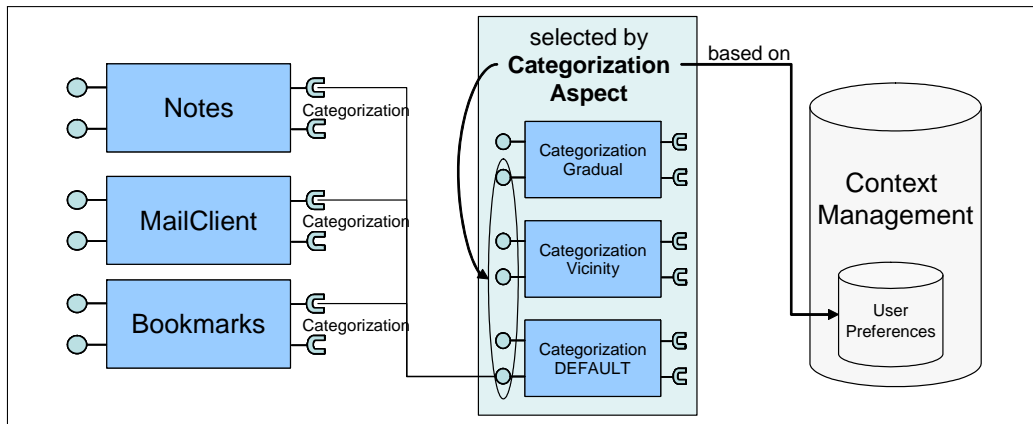 Notes
Categorization
MailClient
Categorization
Bookmarks
Categorization
selected by
Categorization
Aspect
Categorization
Gradual
Categorization
Vicinity
Categorization
DEFAULT
based on
Context
Management
User
Preferences